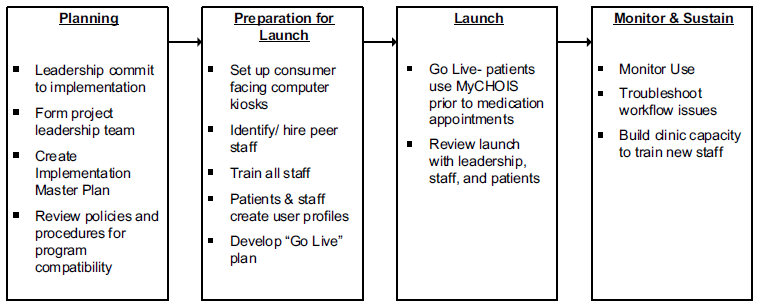 Planning
Leadership commit
to implementation
Form project
leadership team
Create
Implementation
Master Plan
Review policies and
procedures for
program
compatibility
Preparation for
Launch
Set up consumer
facing computer
kiosks
Identify/ hire peer
staff
Train all staff
Patients & staff
create user profiles
Develop “Go Live”
plan
Launch
Go Live- patients
use MyCHOIS
prior to medication
appointments
Review launch
with leadership,
staff, and patients
Monitor & Sustain
Monitor Use
Troubleshoot
workflow issues
Build clinic capacity
to train new staff